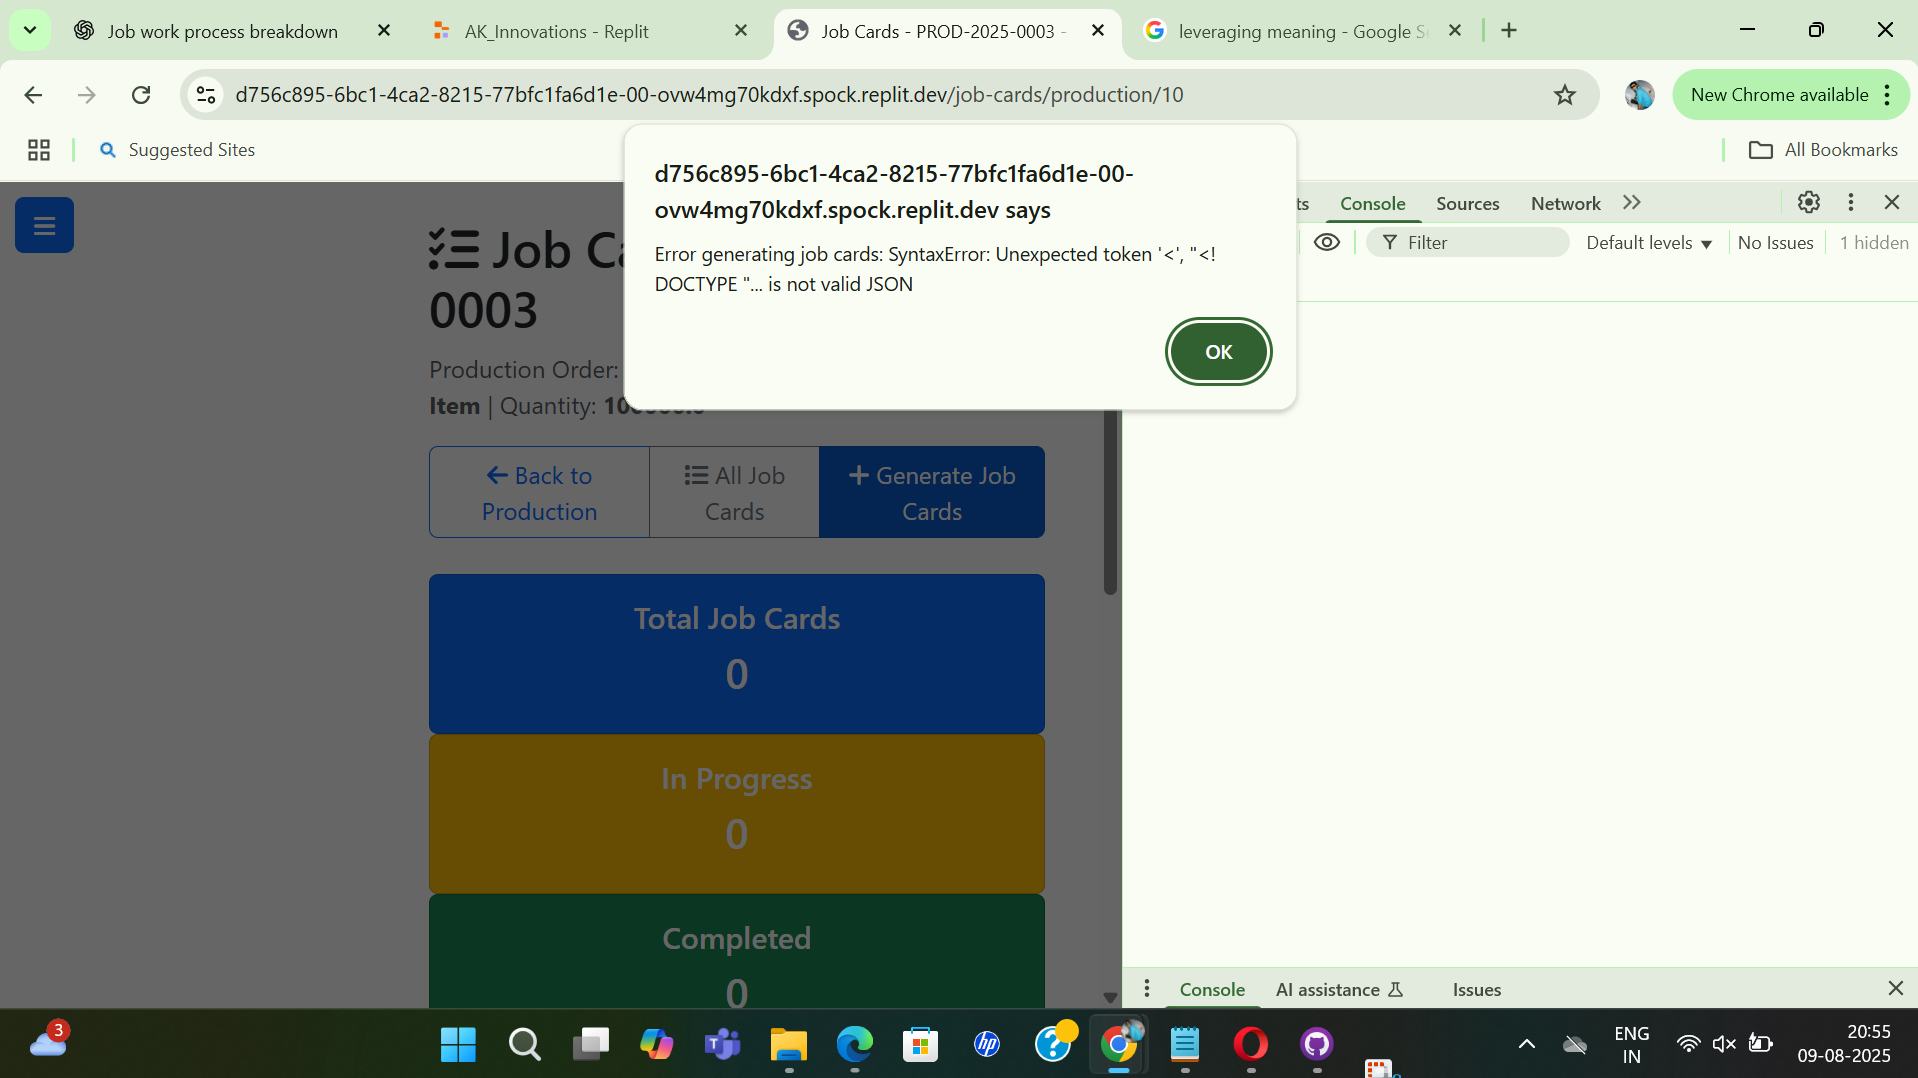 Job work process breakdown
AK_Innovations - Replit
Job Cards - PROD-2025-0003 -
leveraging meaning - Google S
d756c895-6bc1-4ca2-8215-77bfc1fa6d1e-00-ovw4mg70kdxf.spock.replit.dev/job-cards/production/10
New Chrome available
Suggested Sites
All Bookmarks
d756c895-6bc1-4ca2-8215-77bfc1fa6d1e-00-
ovw4mg70kdxf.spock.replit.dev says
Error generating job cards: SyntaxError: Unexpected token '<', "<!
DOCTYPE "... is not valid JSON
OK
ts
Console
Sources
Network
Filter
Default levels
No Issues
1 hidden
Job Ca
0003
Production Order:
Item | Quantity:
Back to
Production
All Job
Cards
Generate Job
Cards
Total Job Cards
0
In Progress
0
Completed
0
Console
AI assistance
Issues
3
hp
ENG
IN
20:55
09-08-2025